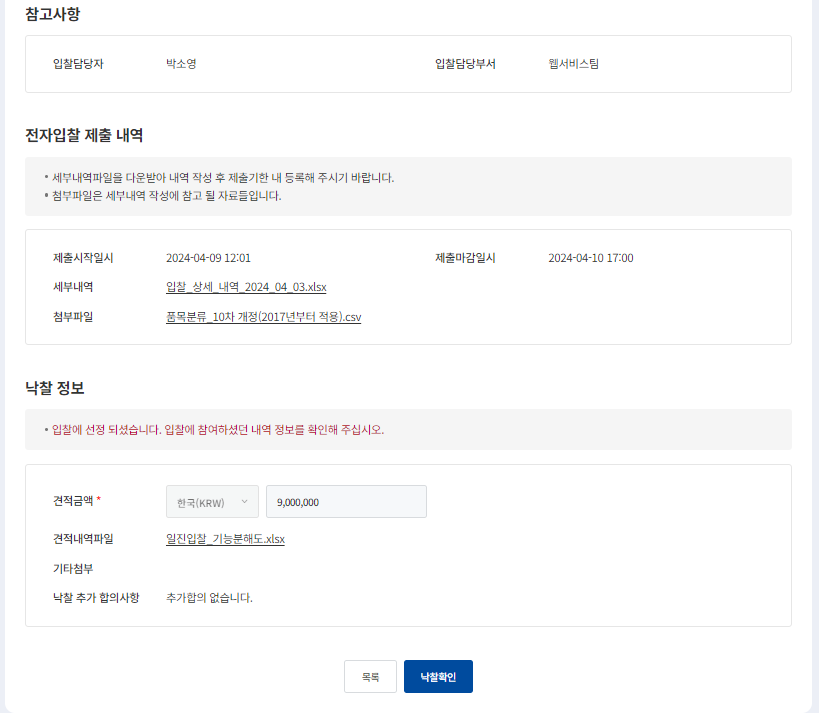 참고사항
입찰담당자 박소영 입찰담당부서 웹서비스팀
전자입찰 제출 내역
• 세부내역파일을 다운받아 내역 작성 후 제출기한 내 등록해 주시기 바랍니다.
• 첨부파일은 세부내역 작성에 참고 될 자료들입니다.
제출시작일시 2024-04-09 12:01 제출마감일시 2024-04-10 17:00
세부내역 입찰_상세_내역_2024_04_03.xlsx
첨부파일 품목분류_10차 개정(2017년부터 적용).csv
낙찰 정보
• 입찰에 선정 되셨습니다. 입찰에 참여하셨던 내역 정보를 확인해 주십시오.
견적금액 * 한국(KRW) 9,000,000
견적내역파일 일진입찰_기능분해도.xlsx
기타첨부
낙찰 추가 합의사항 추가합의 없습니다.
목록 낙찰확인